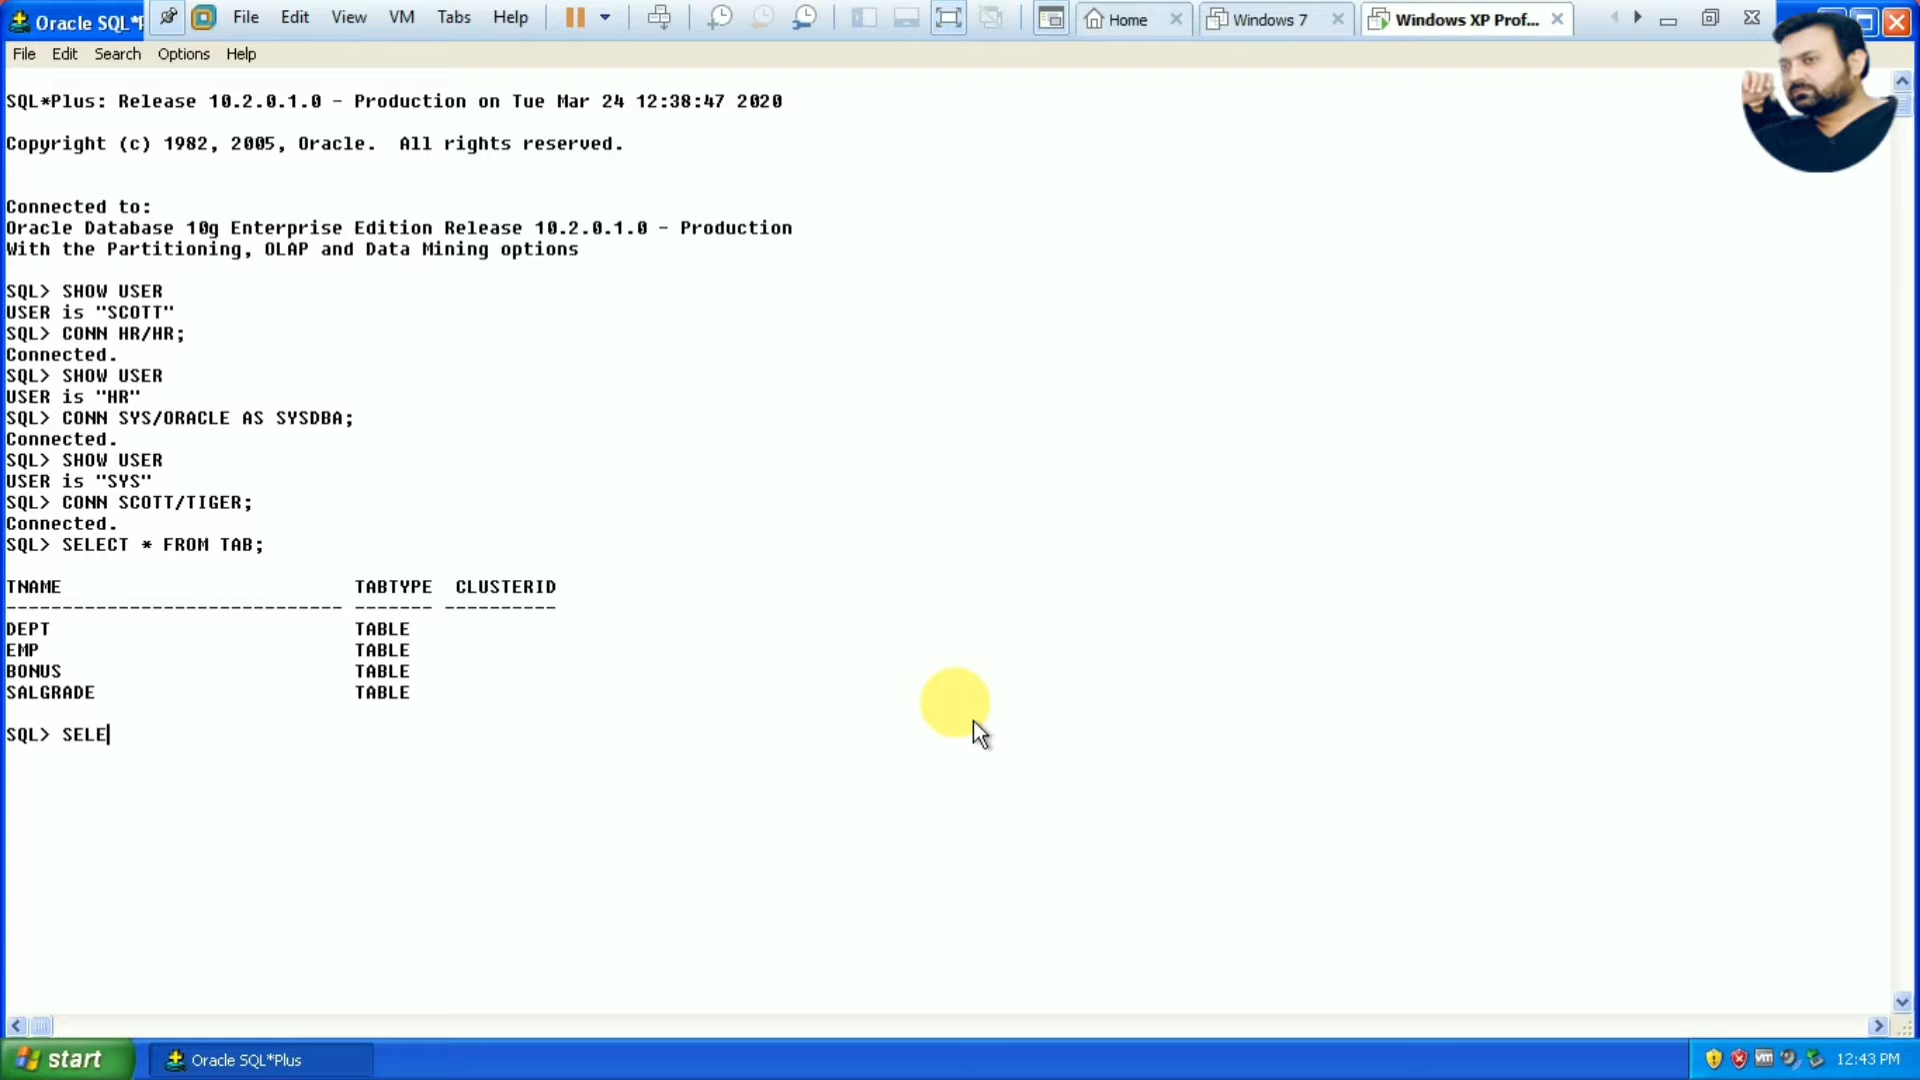 Oracle SQL*P
File Edit View VM Tabs Help
Home
Windows 7
Windows XP Prof...
File Edit Search Options Help
SQL*Plus: Release 10.2.0.1.0 - Production on Tue Mar 24 12:38:47 2020
Copyright (c) 1982, 2005, Oracle.  All rights reserved.
Connected to:
Oracle Database 10g Enterprise Edition Release 10.2.0.1.0 - Production
With the Partitioning, OLAP and Data Mining options
SQL> SHOW USER
USER is "SCOTT"
SQL> CONN HR/HR;
Connected.
SQL> SHOW USER
USER is "HR"
SQL> CONN SYS/ORACLE AS SYSDBA;
Connected.
SQL> SHOW USER
USER is "SYS"
SQL> CONN SCOTT/TIGER;
Connected.
SQL> SELECT * FROM TAB;
TNAME                          TABTYPE  CLUSTERID
------------------------------ ------- ----------
DEPT                           TABLE
EMP                            TABLE
BONUS                          TABLE
SALGRADE                       TABLE
SQL> SELE
start
Oracle SQL*Plus
vm
12:43 PM